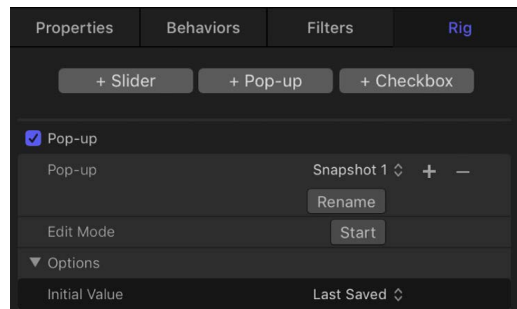 Properties Behaviors Filters Rig
+ Slider + Pop-up + Checkbox
Pop-up
Pop-up Snapshot 1 + −
Rename
Edit Mode Start
Options
Initial Value Last Saved